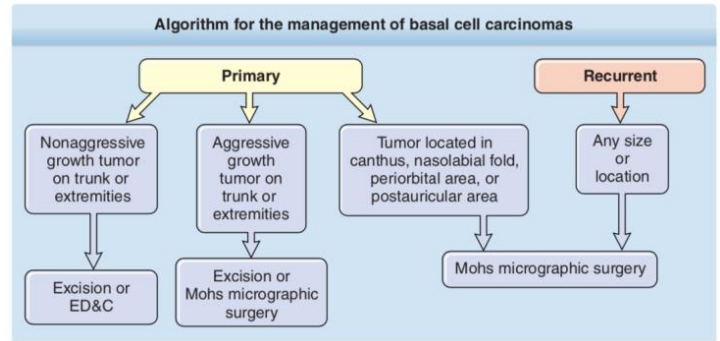 Algorithm for the management of basal cell carcinomas
Primary
Recurrent
Nonaggressive
growth tumor
on trunk or
extremities
Aggressive
growth
tumor on
trunk or
extremities
Tumor located in
canthus, nasolabial fold,
periorbital area, or
postauricular area
Any size
or
location
Excision or
ED&C
Excision or
Mohs micrographic
surgery
Mohs micrographic surgery